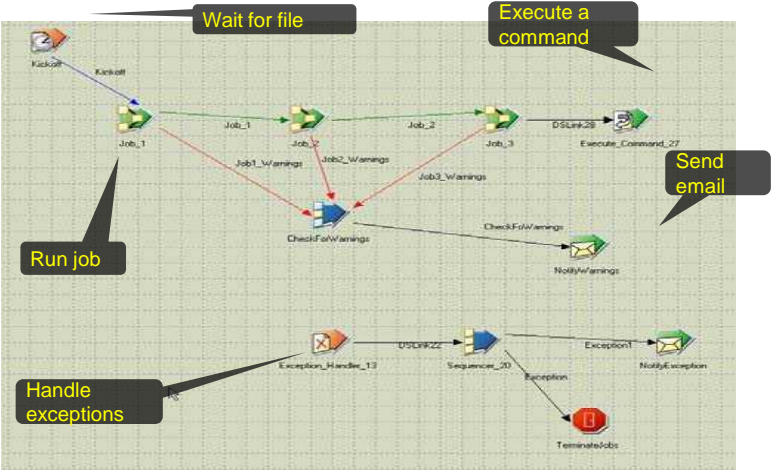 Wait for file
Execute a
command
Kickoff
Kickoff
Job_1
Job_2
DSLink28
Job_1
Job_2
Job_3
Execute_Command_27
Job1_Warnings
Job2_Warnings
Job3_Warnings
Send
email
CheckForWarnings
CheckFoWarnings
Run job
NotifyWarnings
DSLink22
Exception1
Exception_Handler_13
Sequencer_20
NotifyException
Exception
Handle
exceptions
TerminateJobs